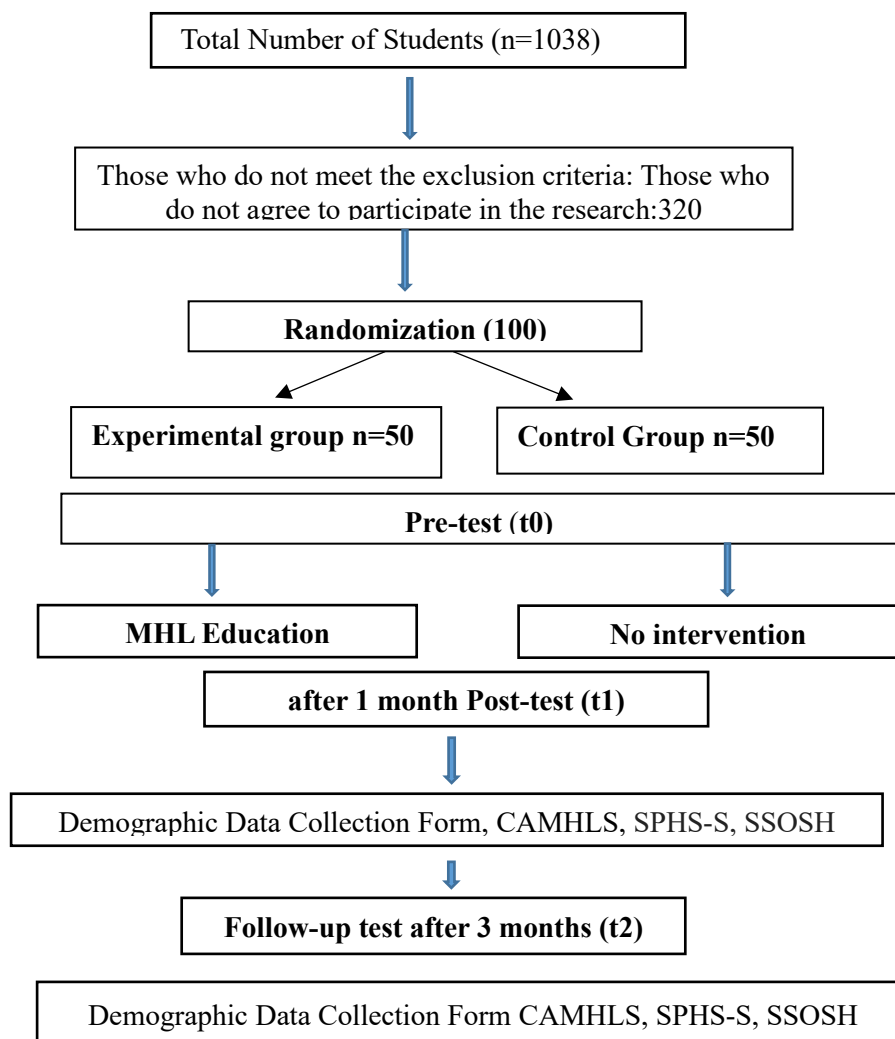 Total Number of Students (n=1038)
Those who do not meet the exclusion criteria: Those who
do not agree to participate in the research:320
Randomization (100)
Experimental group n=50
Control Group n=50
Pre-test (t0)
MHL Education
No intervention
after 1 month Post-test (t1)
Demographic Data Collection Form, CAMHLS, SPHS-S, SSOSH
Follow-up test after 3 months (t2)
Demographic Data Collection Form CAMHLS, SPHS-S, SSOSH